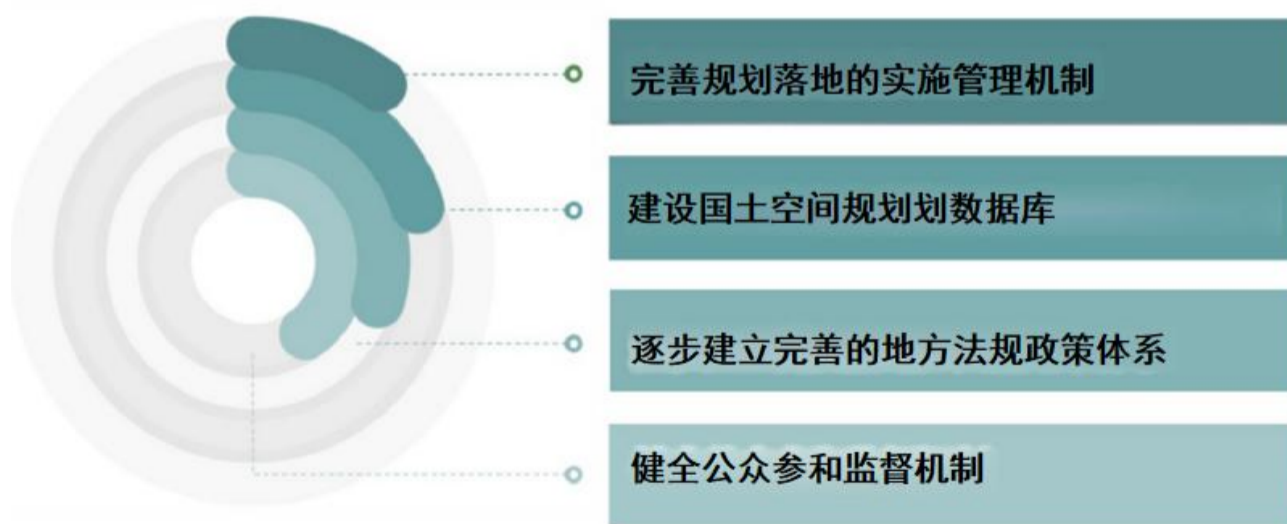 完善规划落地的实施管理机制
建设国土空间规划划数据库
逐步建立完善的地方法规政策体系
健全公众参和监督机制